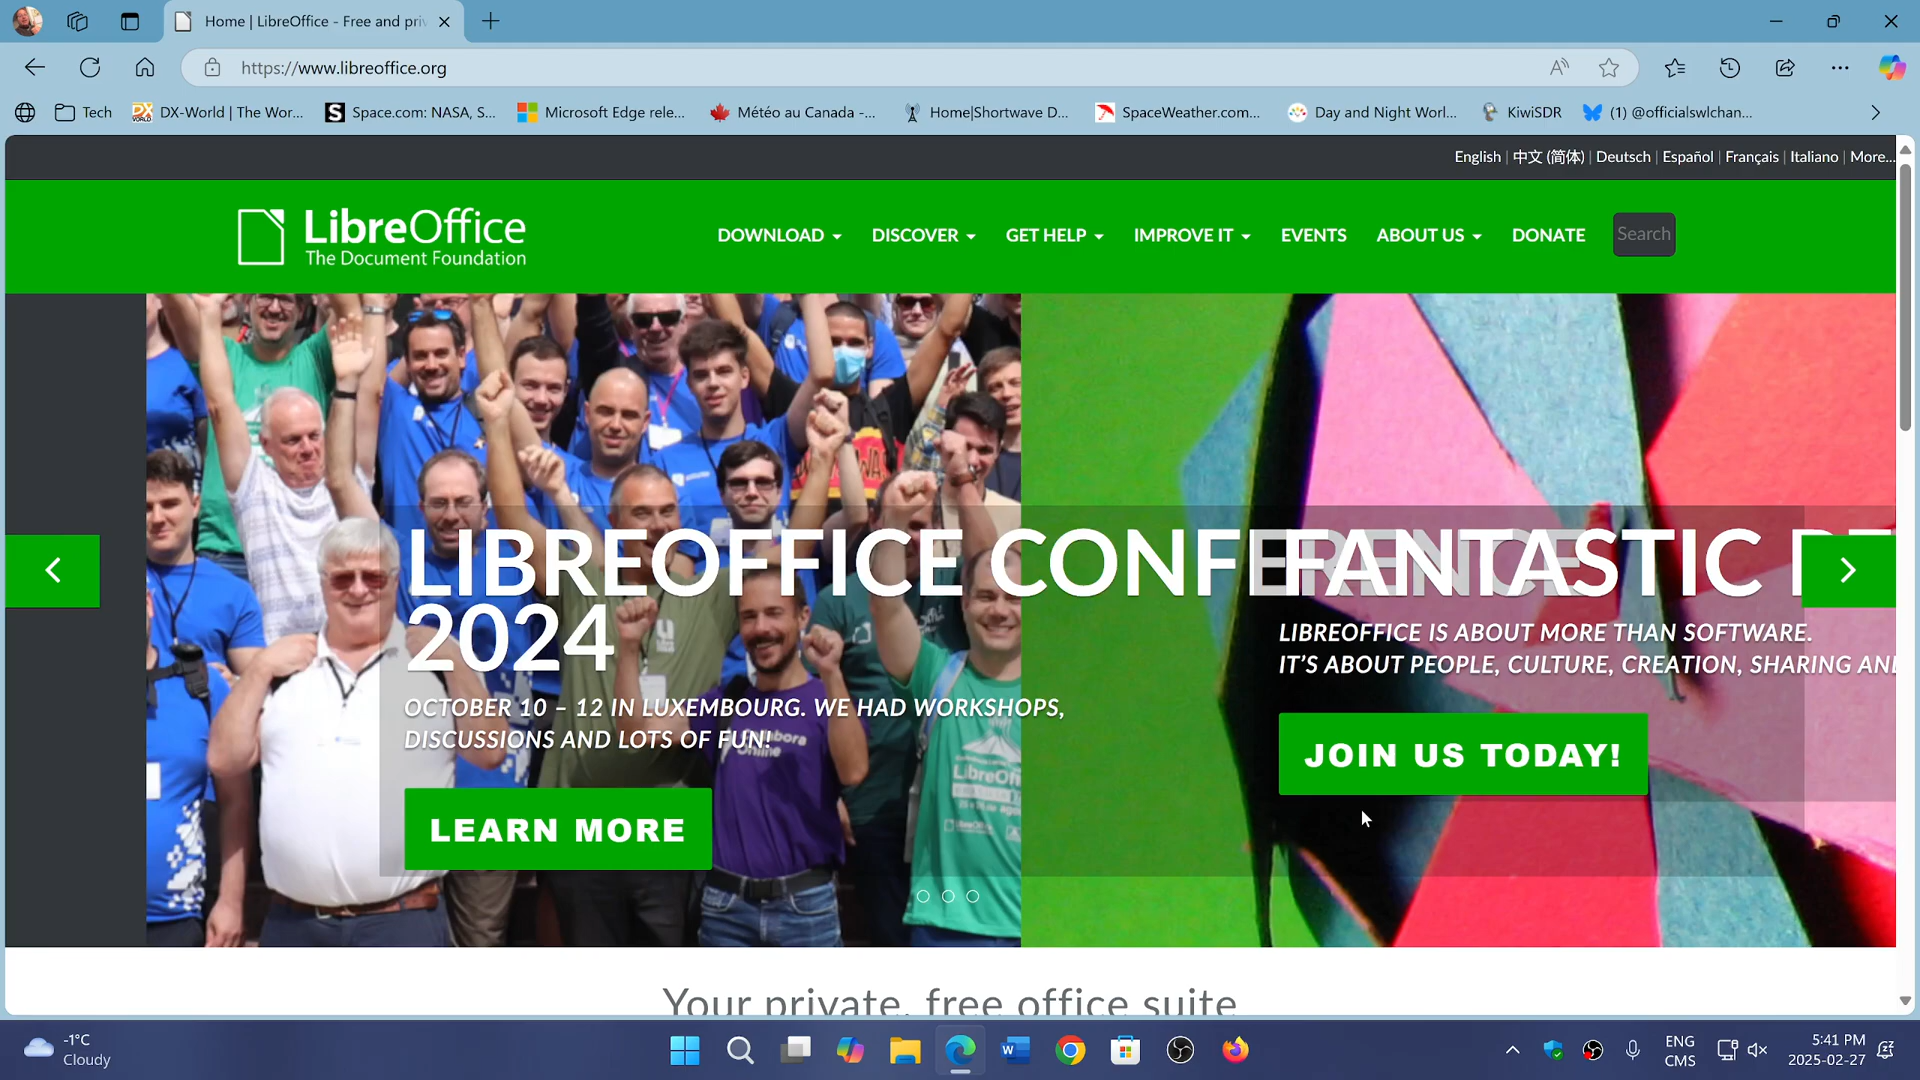 Home | LibreOffice - Free and priv
https://www.libreoffice.org
Tech
DX-World | The Wor...
Space.com: NASA, S...
Microsoft Edge rele...
Météo au Canada -...
Home|Shortwave D...
SpaceWeather.com...
Day and Night Worl...
KiwiSDR
(1) @officialswlchan...
English | 中文 (简体) | Deutsch | Español | Français | Italiano | More...
LibreOffice
The Document Foundation
DOWNLOAD
DISCOVER
GET HELP
IMPROVE IT
EVENTS
ABOUT US
DONATE
Search
LIBREOFFICE CONFERENCE
2024
OCTOBER 10 – 12 IN LUXEMBOURG. WE HAD WORKSHOPS,
DISCUSSIONS AND LOTS OF FUN!
LEARN MORE
FANTASTIC
LIBREOFFICE IS ABOUT MORE THAN SOFTWARE.
IT'S ABOUT PEOPLE, CULTURE, CREATION, SHARING AN
JOIN US TODAY!
Your private, free office suite
-1°C
Cloudy
ENG
CMS
5:41 PM
2025-02-27